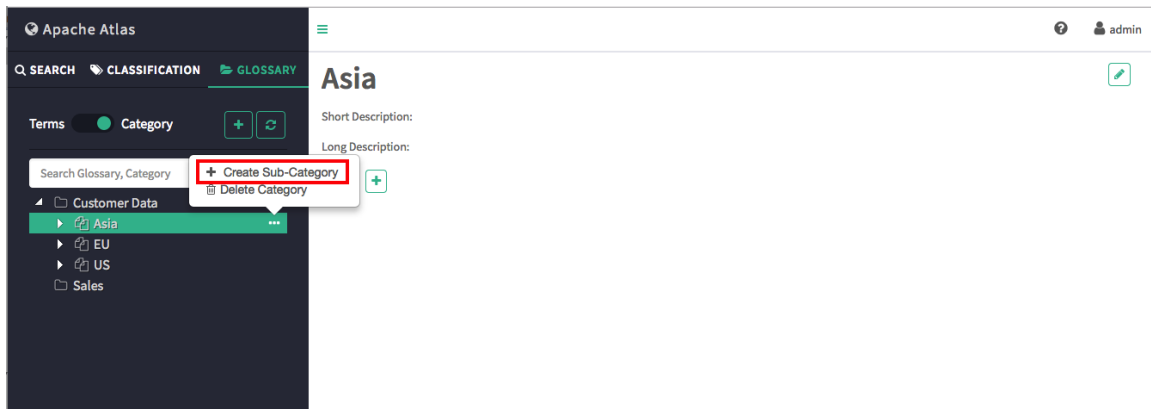 Apache Atlas
admin
SEARCH CLASSIFICATION GLOSSARY
Asia
Terms Category
Short Description:
Long Description:
Search Glossary, Category
Create Sub-Category
Delete Category
Customer Data
Asia
EU
US
Sales